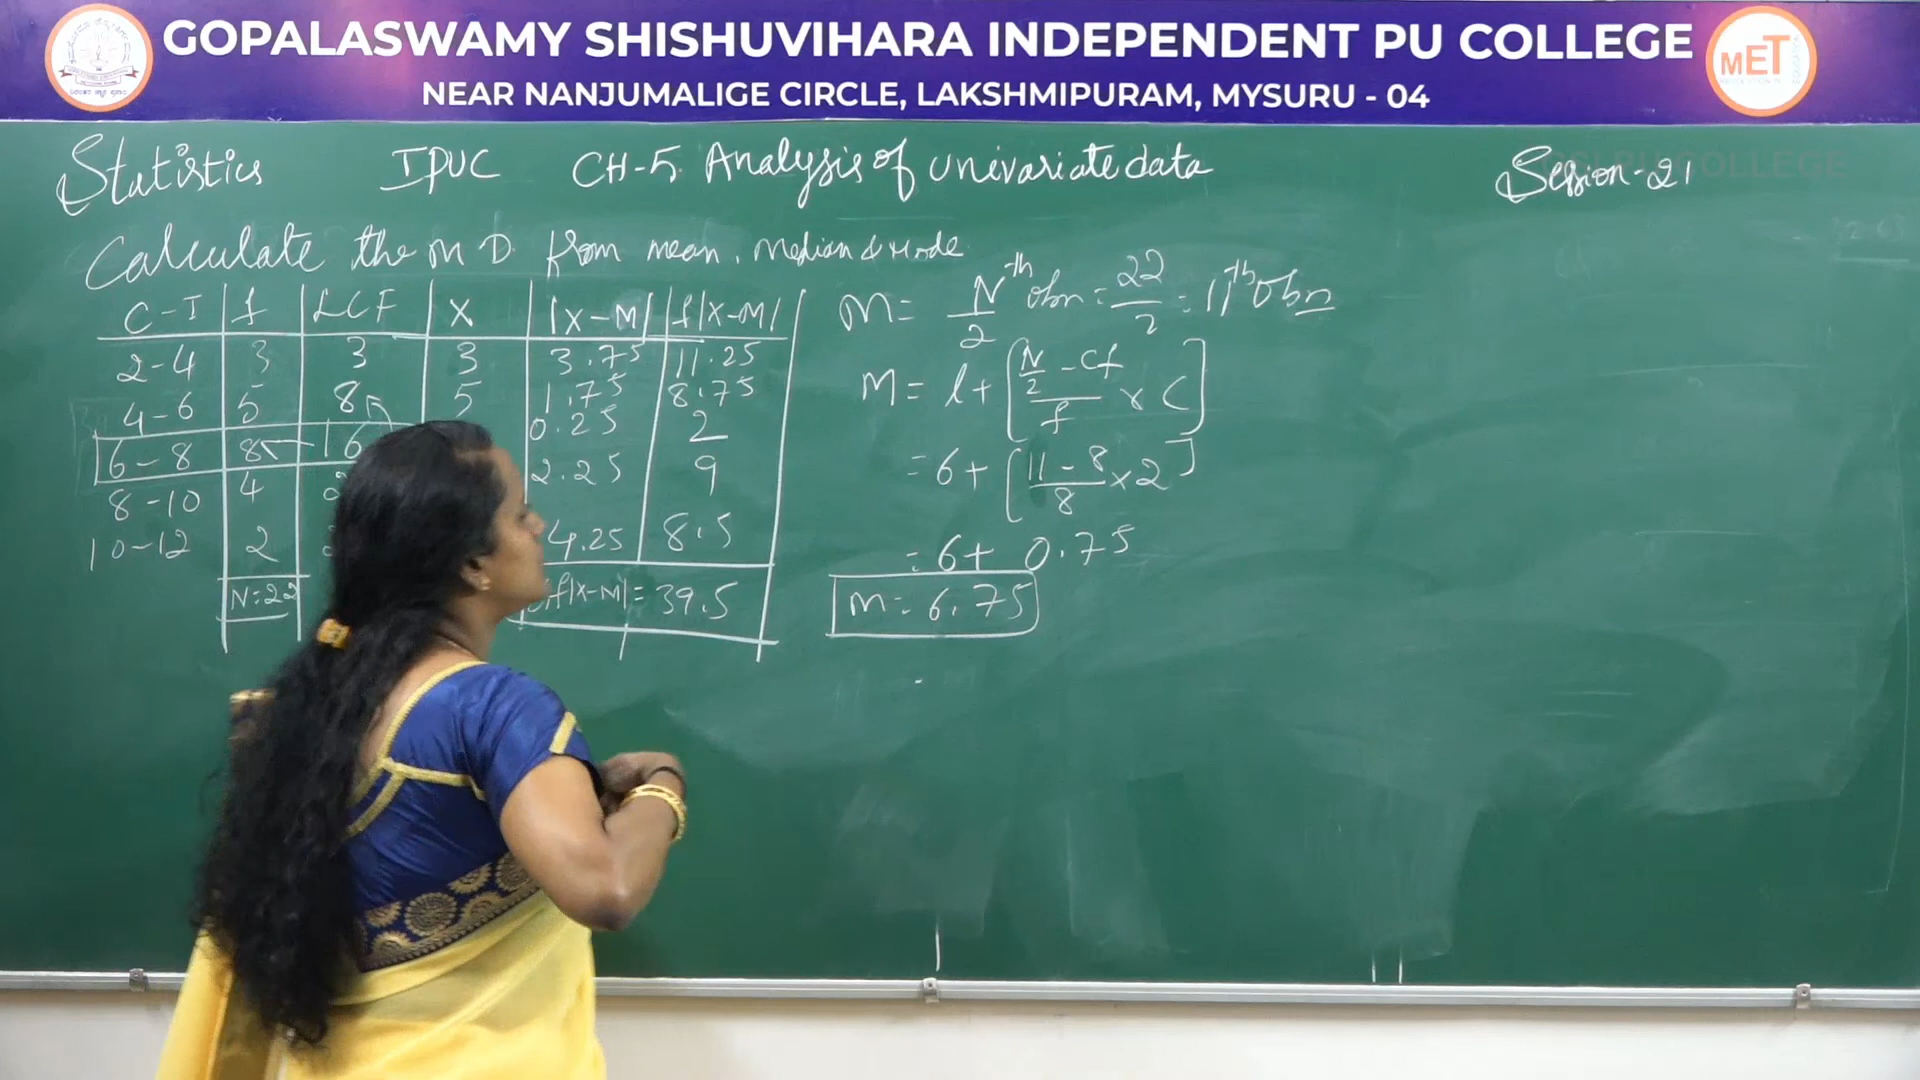 GOPALASWAMY SHISHUVIHARA INDEPENDENT PU COLLEGE
NEAR NANJUMALIGE CIRCLE, LAKSHMIPURAM, MYSURU - 04
MET
Statistics IPUC CH-5. Analysis of univariate data Session-21
Calculate the M D from mean, Median & Mode
C-I f LCF X |X-M| f|X-M|
2-4 3 3 3 3.75 11.25
4-6 5 8 5 1.75 8.75
6-8 8 16 0.25 2
8-10 4 2.25 9
10-12 2 4.25 8.5
N=22 f|X-M| = 39.5
M = N/2 th obn = 22/2 = 11th obn
M = l + [N/2 - Cf / f x C]
= 6 + [11-8/8 x 2]
= 6 + 0.75
M = 6.75